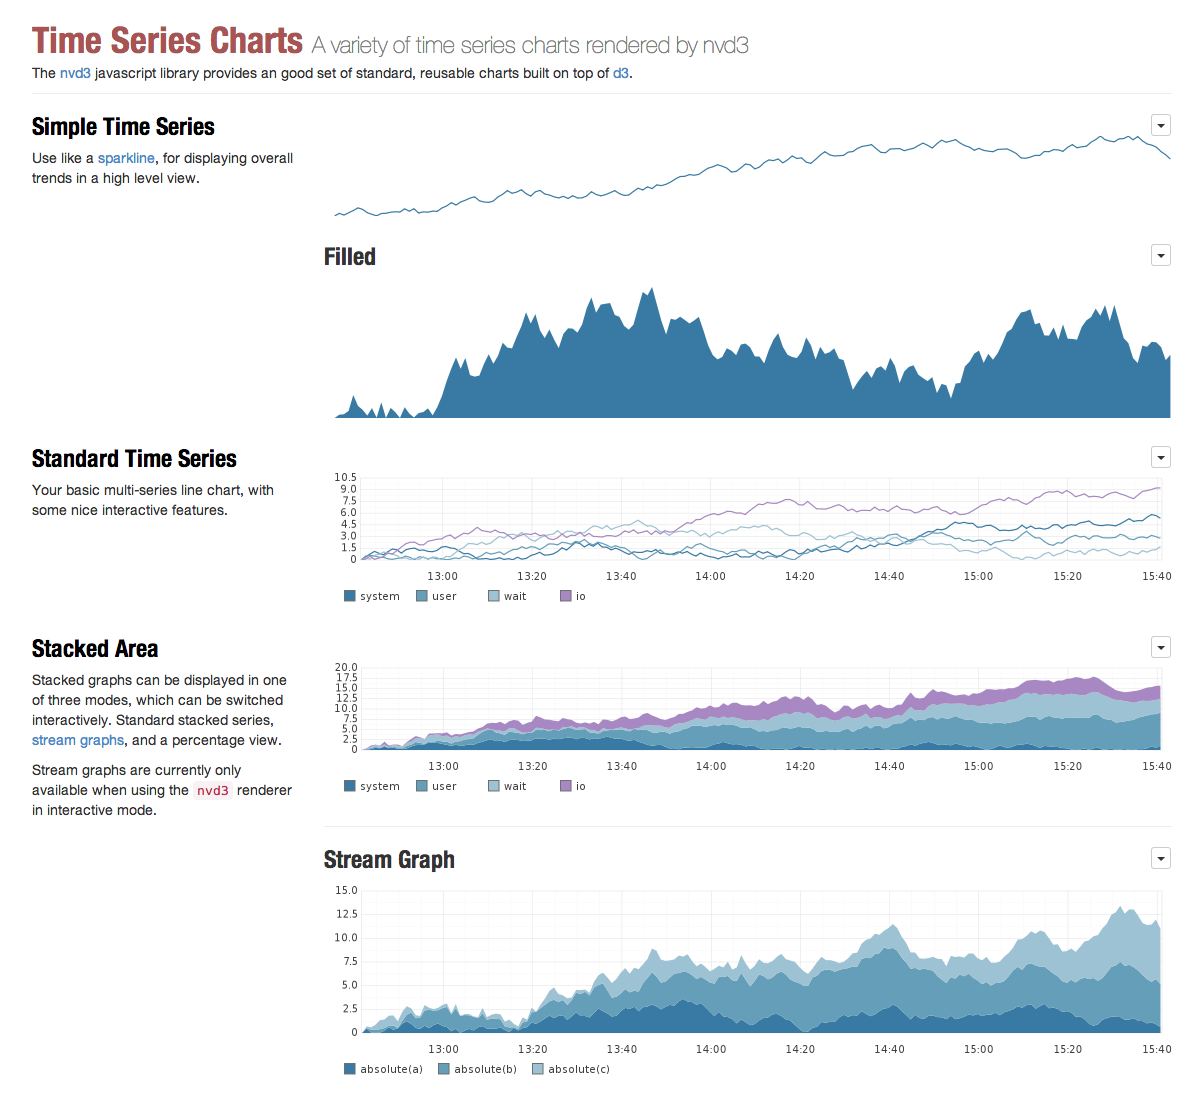 Time Series Charts A variety of time series charts rendered by nvd3
The nvd3 javascript library provides an good set of standard, reusable charts built on top of d3.
Simple Time Series
Use like a sparkline, for displaying overall
trends in a high level view.
Filled
Standard Time Series
Your basic multi-series line chart, with
some nice interactive features.
10.5
9.0
7.5
6.0
4.5
3.0
1.5
0
13:00 13:20 13:40 14:00 14:20 14:40 15:00 15:20 15:40
system user wait io
Stacked Area
Stacked graphs can be displayed in one
of three modes, which can be switched
interactively. Standard stacked series,
stream graphs, and a percentage view.
Stream graphs are currently only
available when using the nvd3 renderer
in interactive mode.
20.0
17.5
15.0
12.5
10.0
7.5
5.0
2.5
0
13:00 13:20 13:40 14:00 14:20 14:40 15:00 15:20 15:40
system user wait io
Stream Graph
15.0
12.5
10.0
7.5
5.0
2.5
0
13:00 13:20 13:40 14:00 14:20 14:40 15:00 15:20 15:40
absolute(a) absolute(b) absolute(c)